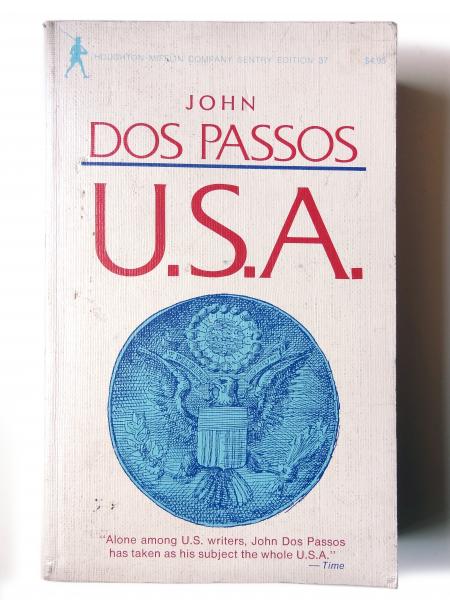 HOUGHTON MIFFLIN COMPANY SENTRY EDITION 37 $4.95
JOHN
DOS PASSOS
U.S.A.
"Alone among U.S. writers, John Dos Passos
has taken as his subject the whole U.S.A."
—Time